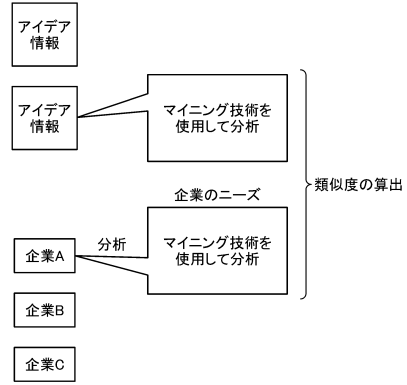 アイデア
情報
アイデア
情報
マイニング技術を
使用して分析
類似度の算出
企業のニーズ
企業A
分析
マイニング技術を
使用して分析
企業B
企業C